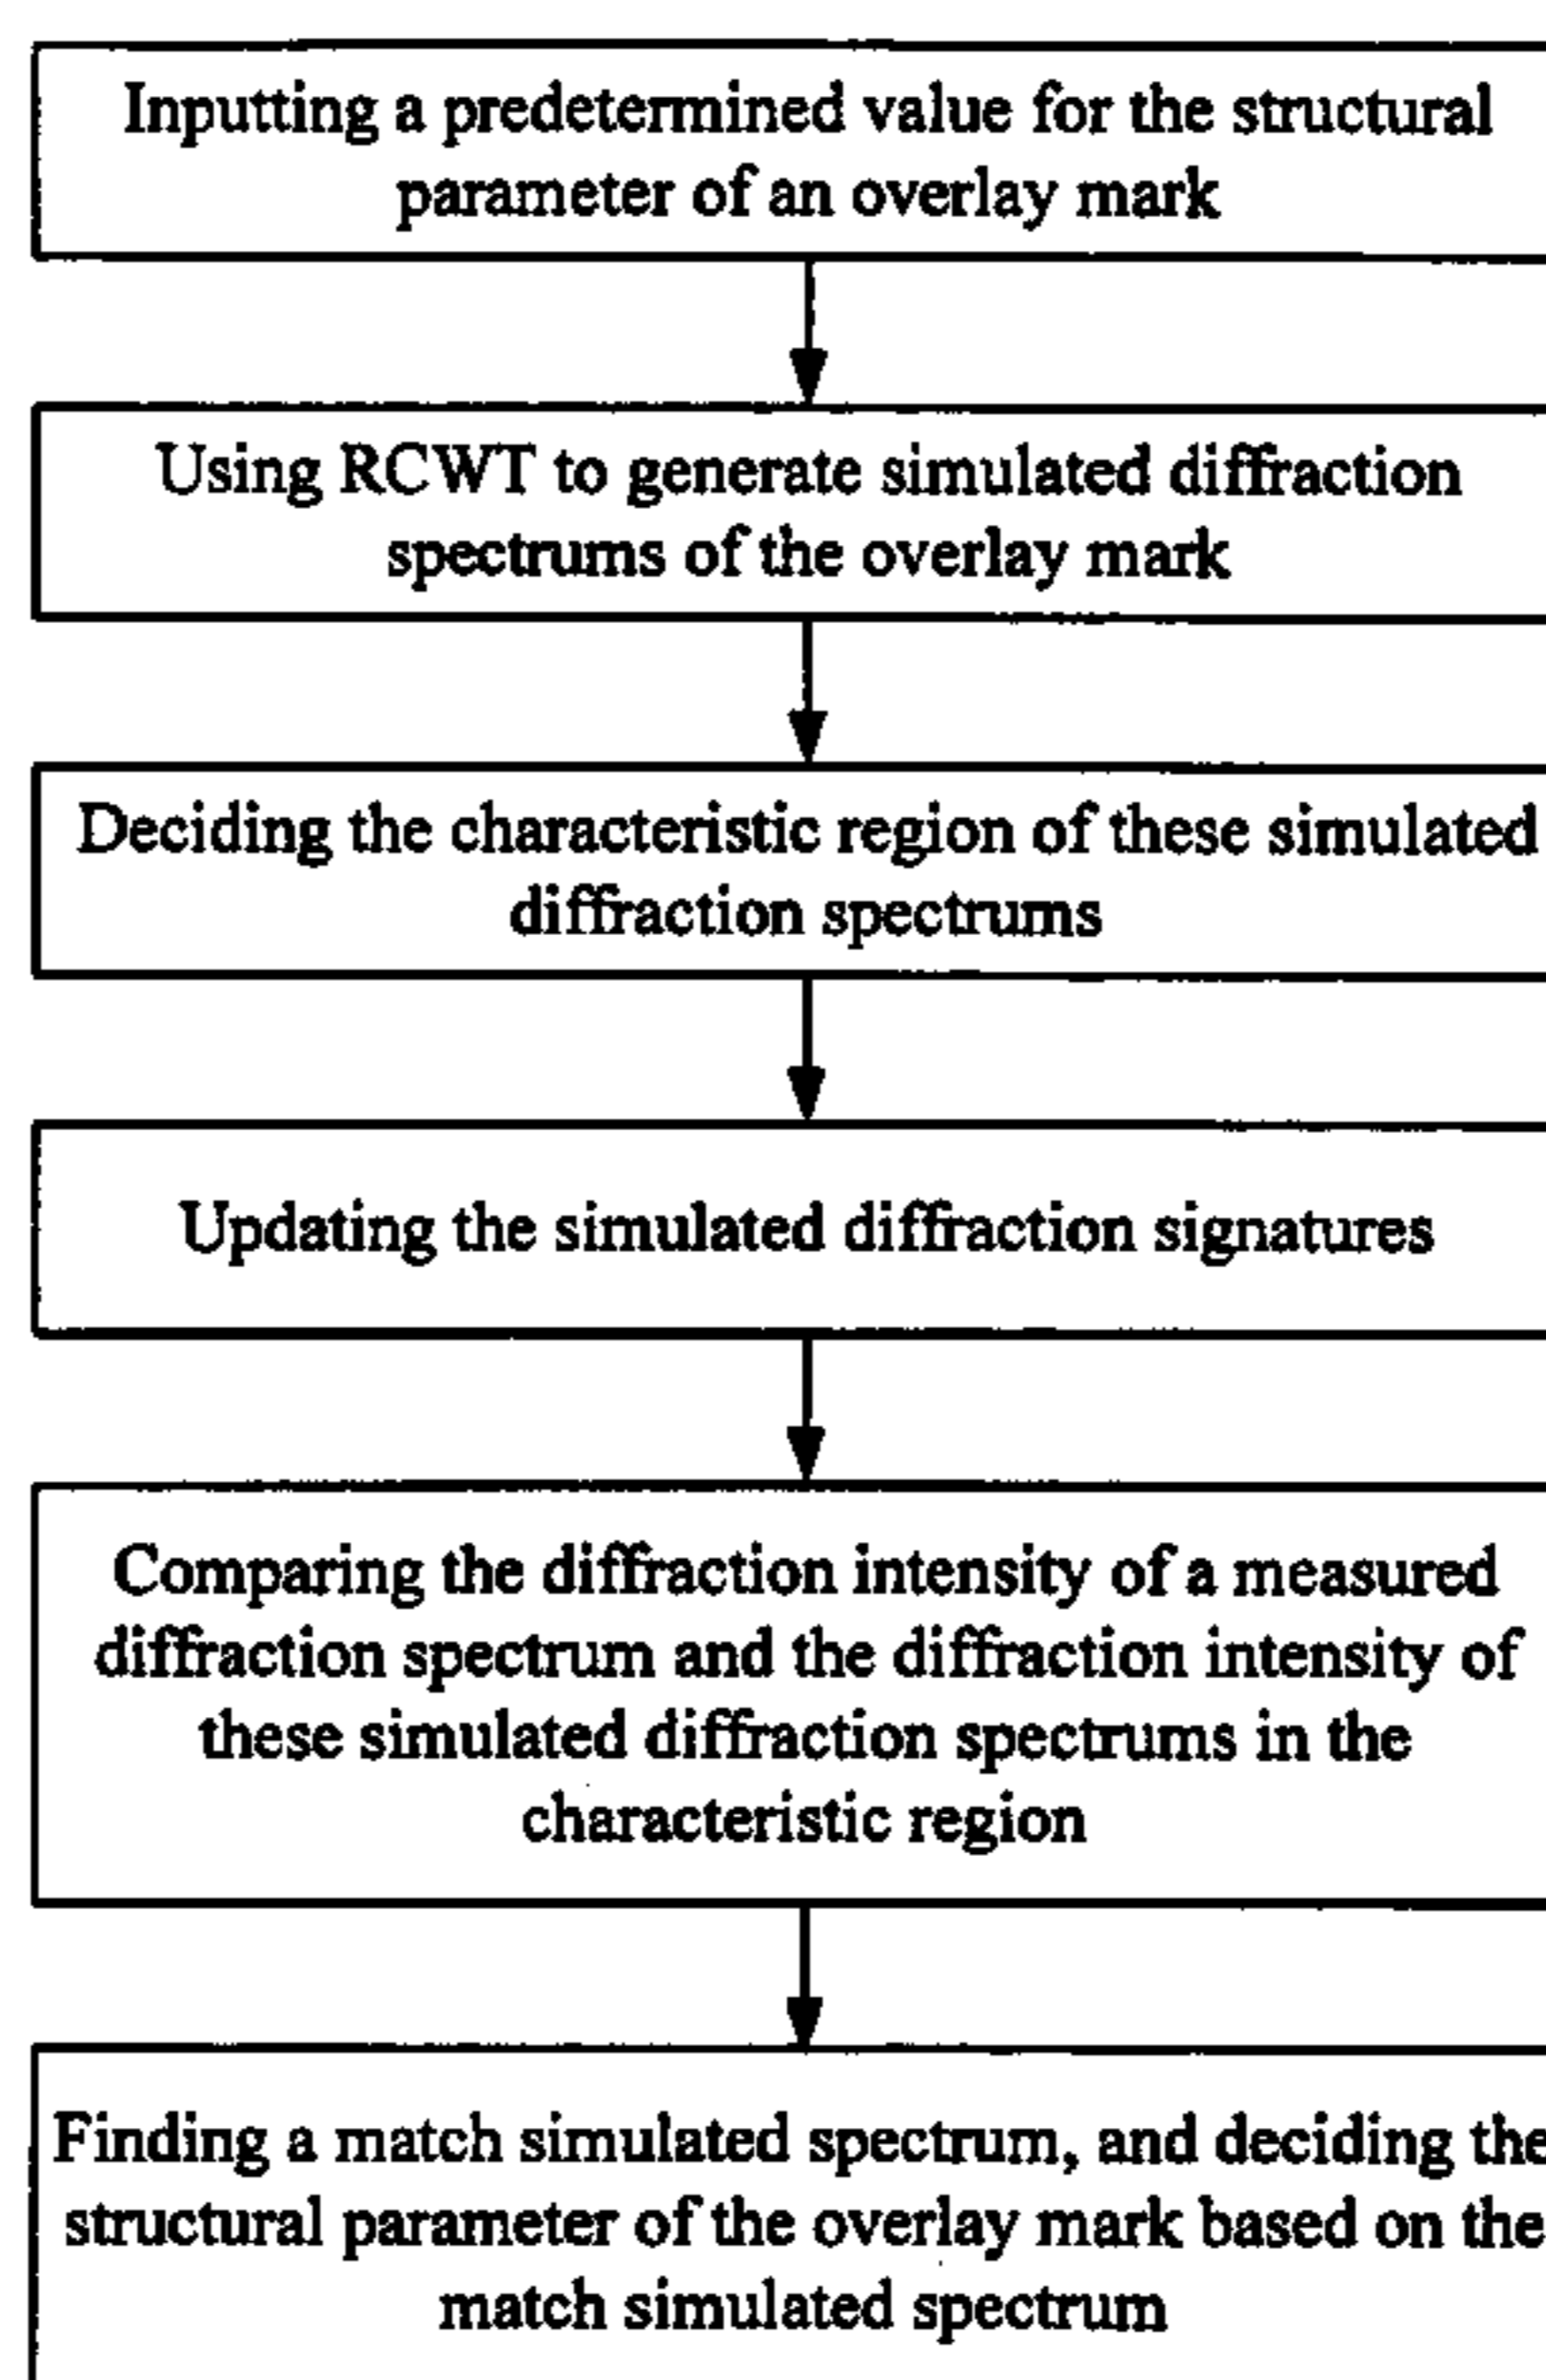 Inputting a predetermined value for the structural
parameter of an overlay mark
Using RCWT to generate simulated diffraction
spectrums of the overlay mark
Deciding the characteristic region of these simulated
diffraction spectrums
Updating the simulated diffraction signatures
Comparing the diffraction intensity of a measured
diffraction spectrum and the diffraction intensity of
these simulated diffraction spectrums in the
characteristic region
Finding a match simulated spectrum, and deciding the
structural parameter of the overlay mark based on the
match simulated spectrum